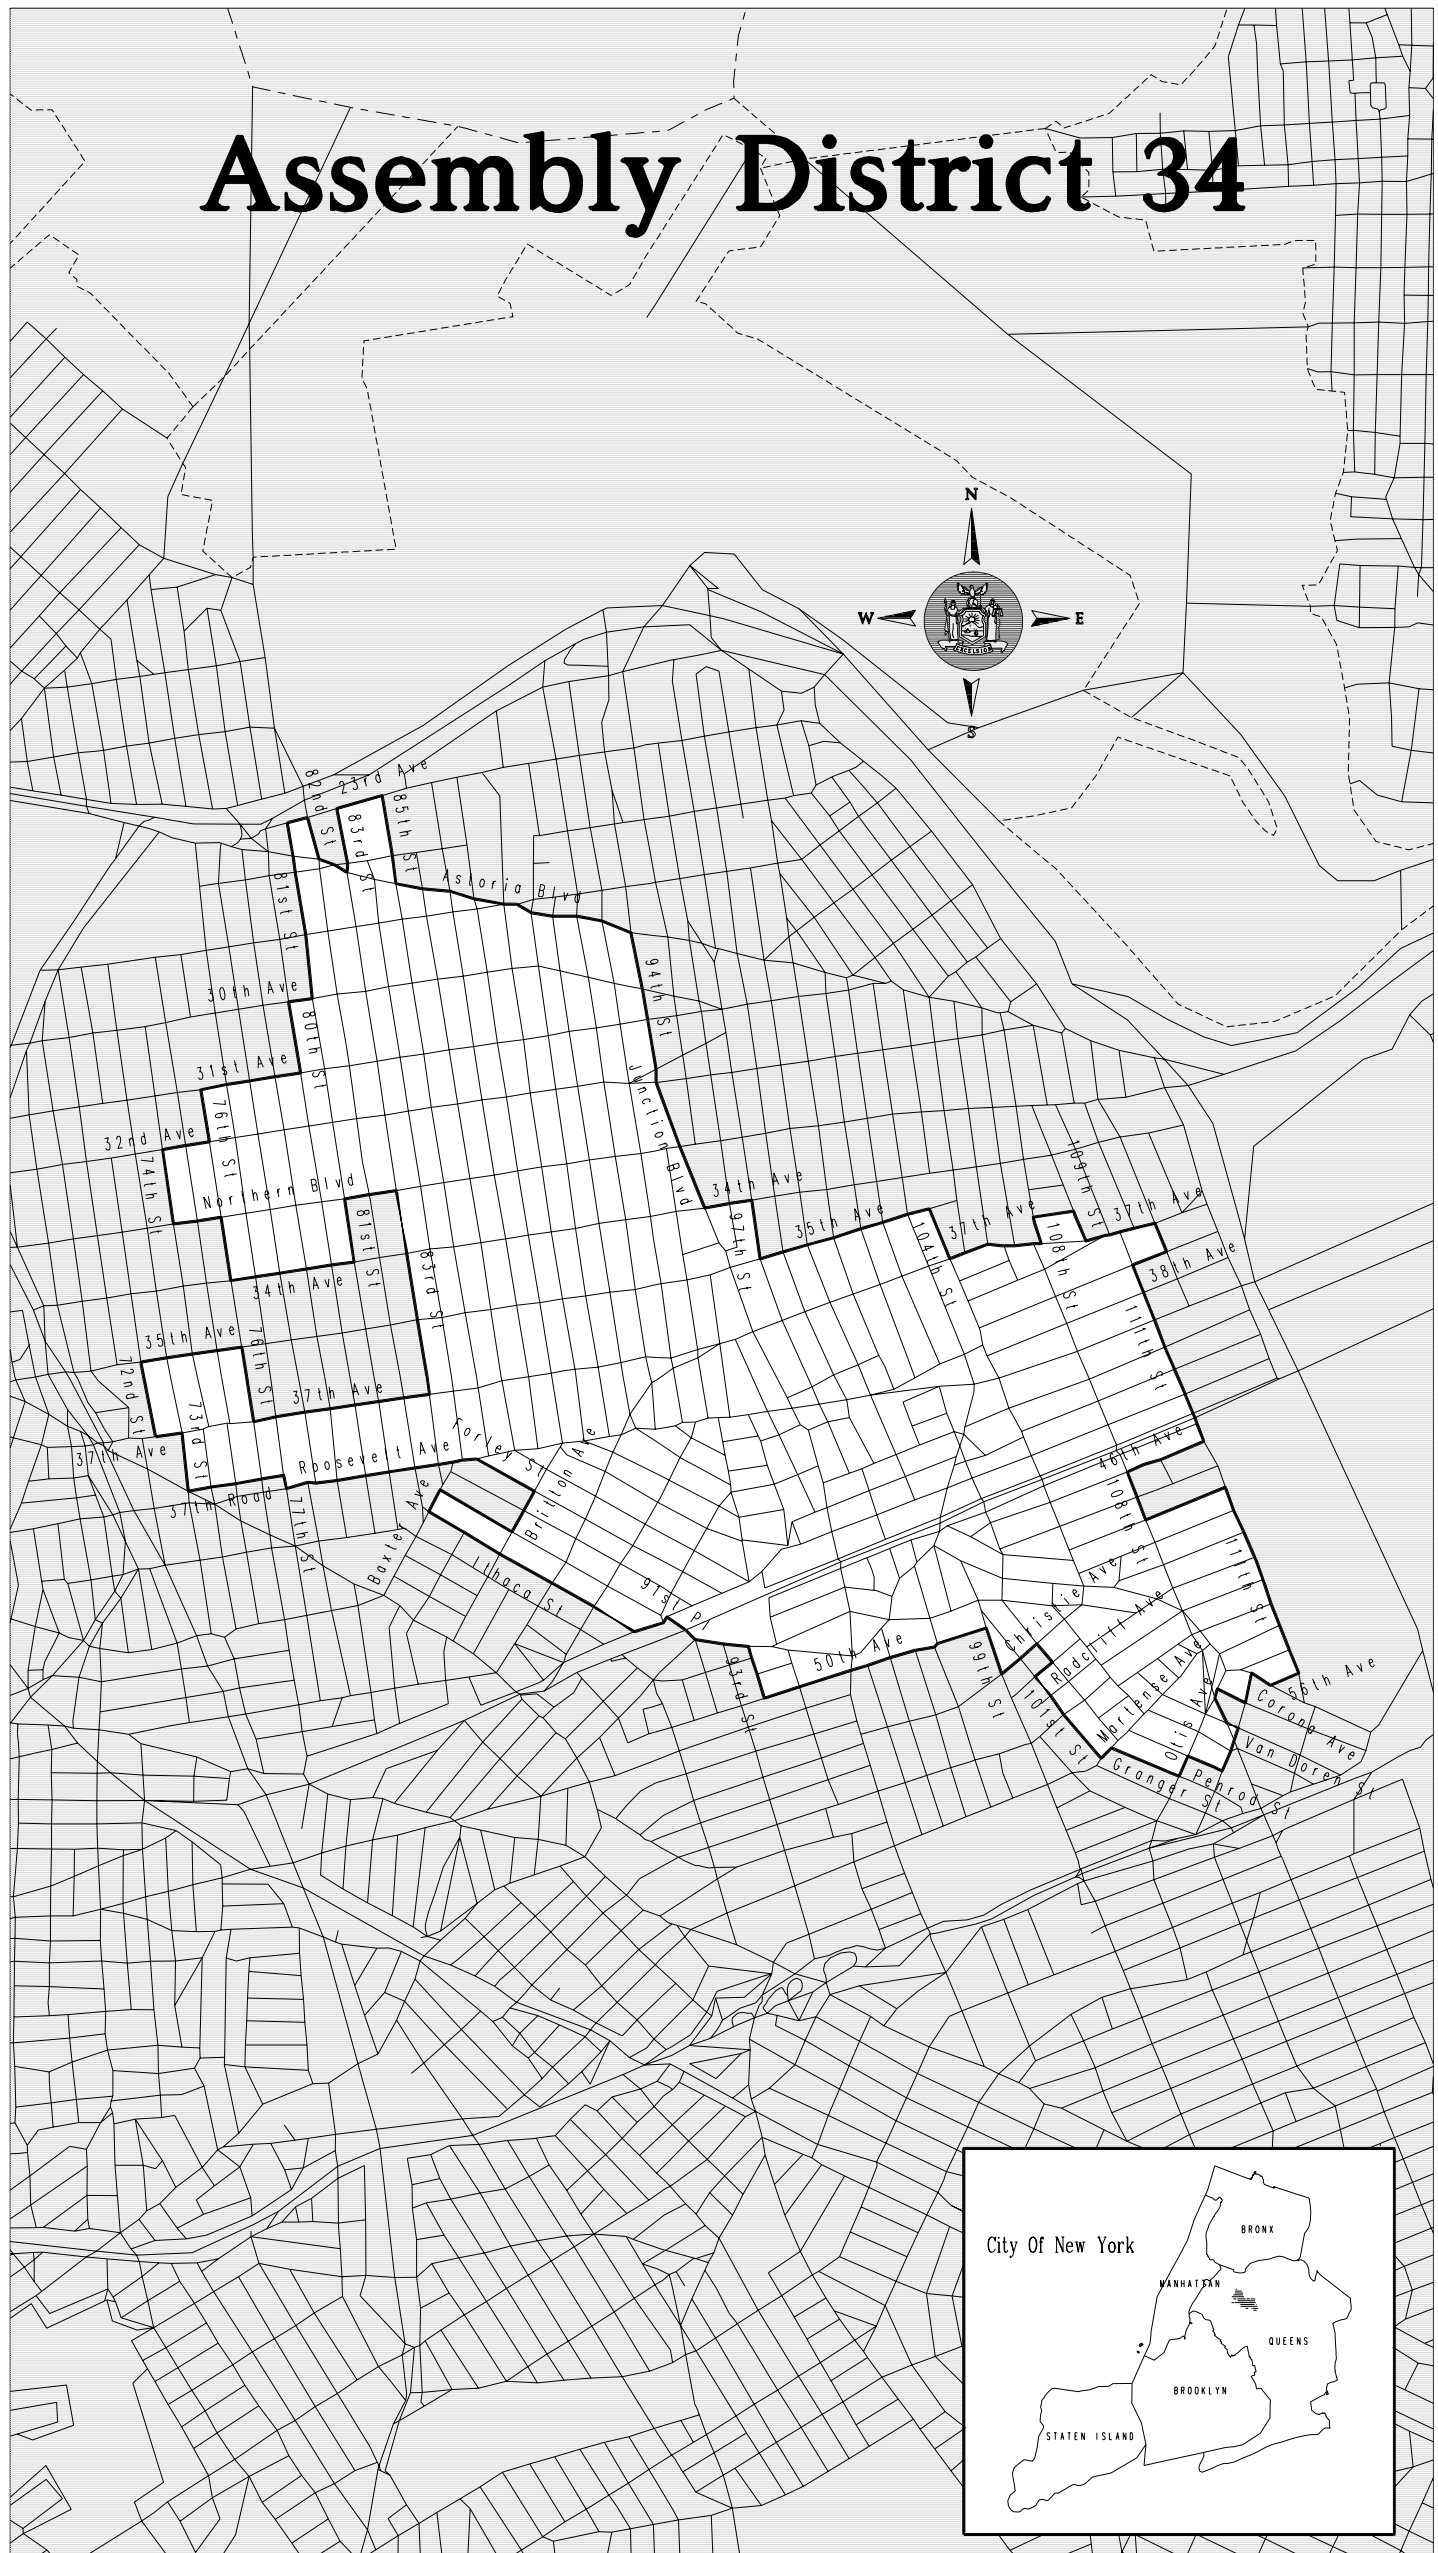 Assembly District 34
N
W
E
EXCELSIOR
S
82nd St
23rd Ave
85th St
83rd St
Astoria Blvd
81st St
94th St
30th Ave
80th St
31st Ave
Junction Blvd
76th St
32nd Ave
74th St
109th St
34th Ave
Northern Blvd
37th Ave
37th Ave
97th St
35th Ave
104th St
108th St
81st St
38th Ave
83rd St
34th Ave
111th St
35th Ave
76th St
72nd St
37th Ave
73rd St
37th Ave
Roosevelt Ave
Forley St
46th Ave
37th Road
77th St
Baxter Ave
Britton Ave
108th St
Ithaca St
91st Pl
111th St
Christie Ave
Radcliff Ave
50th Ave
93rd St
99th St
101st St
Martense Ave
Otis Ave
55th Ave
Corona Ave
Van Doren St
Granger St
Penrod St
City Of New York
BRONX
MANHATTAN
QUEENS
BROOKLYN
STATEN ISLAND